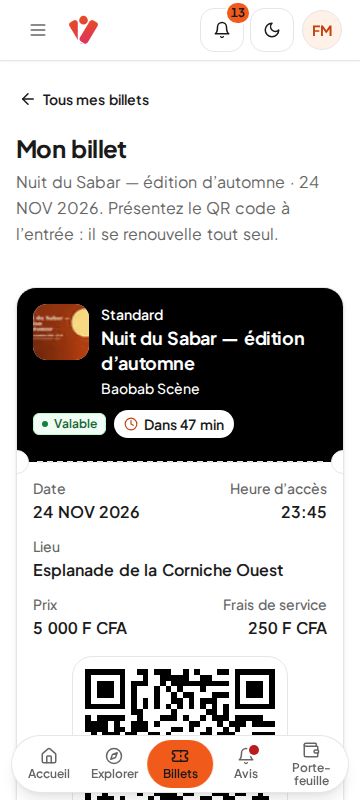 13
FM
Tous mes billets
Mon billet
Nuit du Sabar — édition d’automne · 24
NOV 2026. Présentez le QR code à
l’entrée : il se renouvelle tout seul.
Standard
Nuit du Sabar — édition
d’automne
Baobab Scène
Valable
Dans 47 min
Date
Heure d’accès
24 NOV 2026
23:45
Lieu
Esplanade de la Corniche Ouest
Prix
Frais de service
5 000 F CFA
250 F CFA
Accueil
Explorer
Billets
Avis
Porte-
feuille